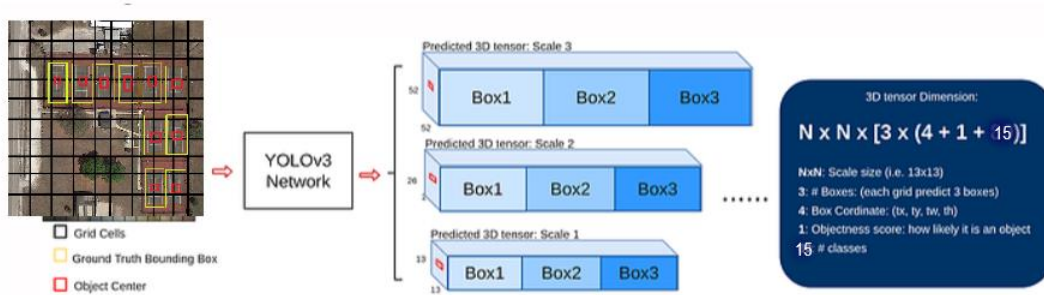 Grid Cells
Ground Truth Bounding Box
Object Center
YOLOv3
Network
Predicted 3D tensor: Scale 3
52
Box1
Box2
Box3
52
Predicted 3D tensor: Scale 2
26
Box1
Box2
Box3
2
Predicted 3D tensor: Scale 1
13
Box1
Box2
Box3
13
......
3D tensor Dimension:
N x N x [3 x (4 + 1 + 15)]
NxN: Scale size (i.e. 13x13)
3: # Boxes: (each grid predict 3 boxes)
4: Box Cordinate: (tx, ty, tw, th)
1: Objectness score: how likely it is an object
15: # classes